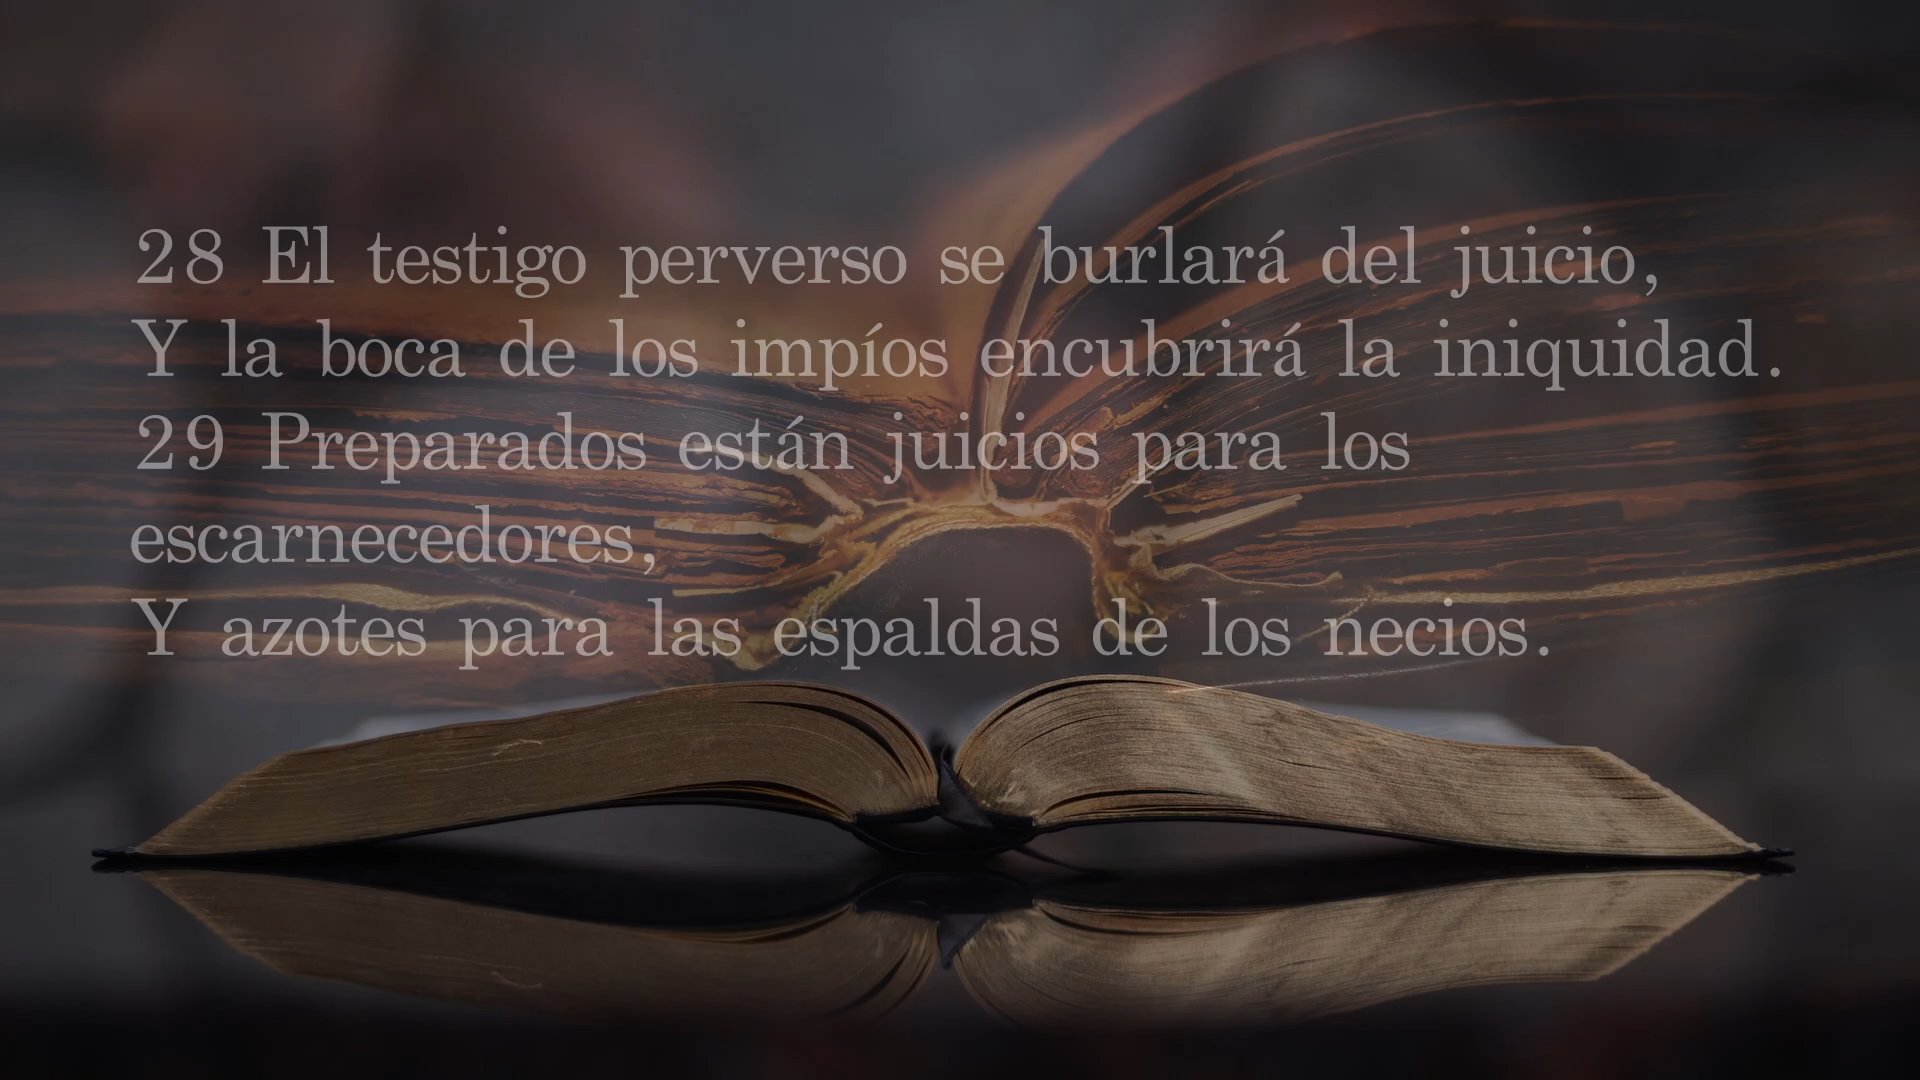 28 El testigo perverso se burlará del juicio,
Y la boca de los impíos encubrirá la iniquidad.
29 Preparados están juicios para los
escarnecedores,
Y azotes para las espaldas de los necios.